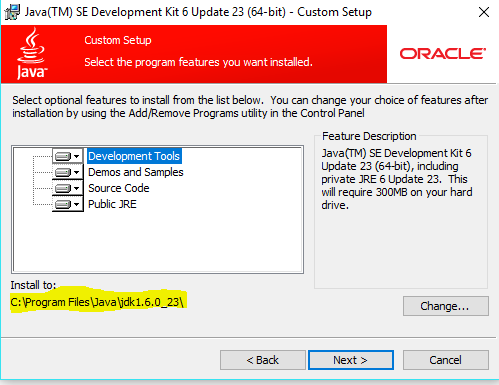 Java(TM) SE Development Kit 6 Update 23 (64-bit) - Custom Setup
Custom Setup
Select the program features you want installed.
Java
ORACLE
Select optional features to install from the list below. You can change your choice of features after
installation by using the Add/Remove Programs utility in the Control Panel
Development Tools
Demos and Samples
Source Code
Public JRE
Feature Description
Java(TM) SE Development Kit 6
Update 23 (64-bit), including
private JRE 6 Update 23. This
will require 300MB on your hard
drive.
Install to:
C:\Program Files\Java\jdk1.6.0_23\
Change...
< Back
Next >
Cancel